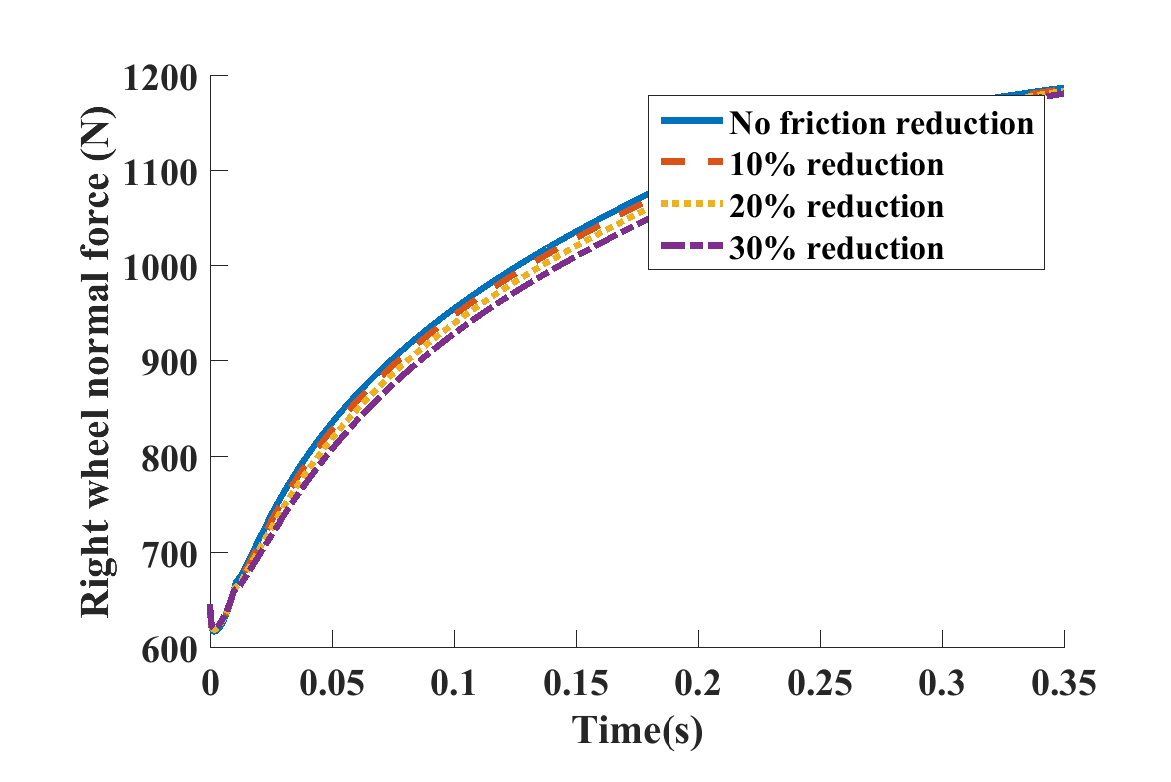 Right wheel normal force (N)
1200
1100
1000
900
800
700
600
No friction reduction
10% reduction
20% reduction
30% reduction
0 0.05 0.1 0.15 0.2 0.25 0.3 0.35
Time(s)